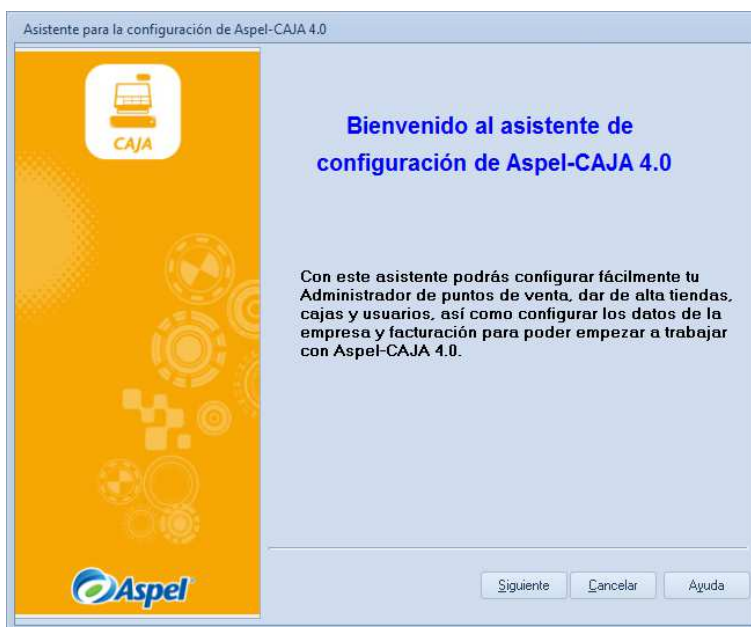 Asistente para la configuración de Aspel-CAJA 4.0
CAJA
Bienvenido al asistente de
configuración de Aspel-CAJA 4.0
Con este asistente podrás configurar fácilmente tu
Administrador de puntos de venta, dar de alta tiendas,
cajas y usuarios, así como configurar los datos de la
empresa y facturación para poder empezar a trabajar
con Aspel-CAJA 4.0.
Aspel
Siguiente Cancelar Ayuda